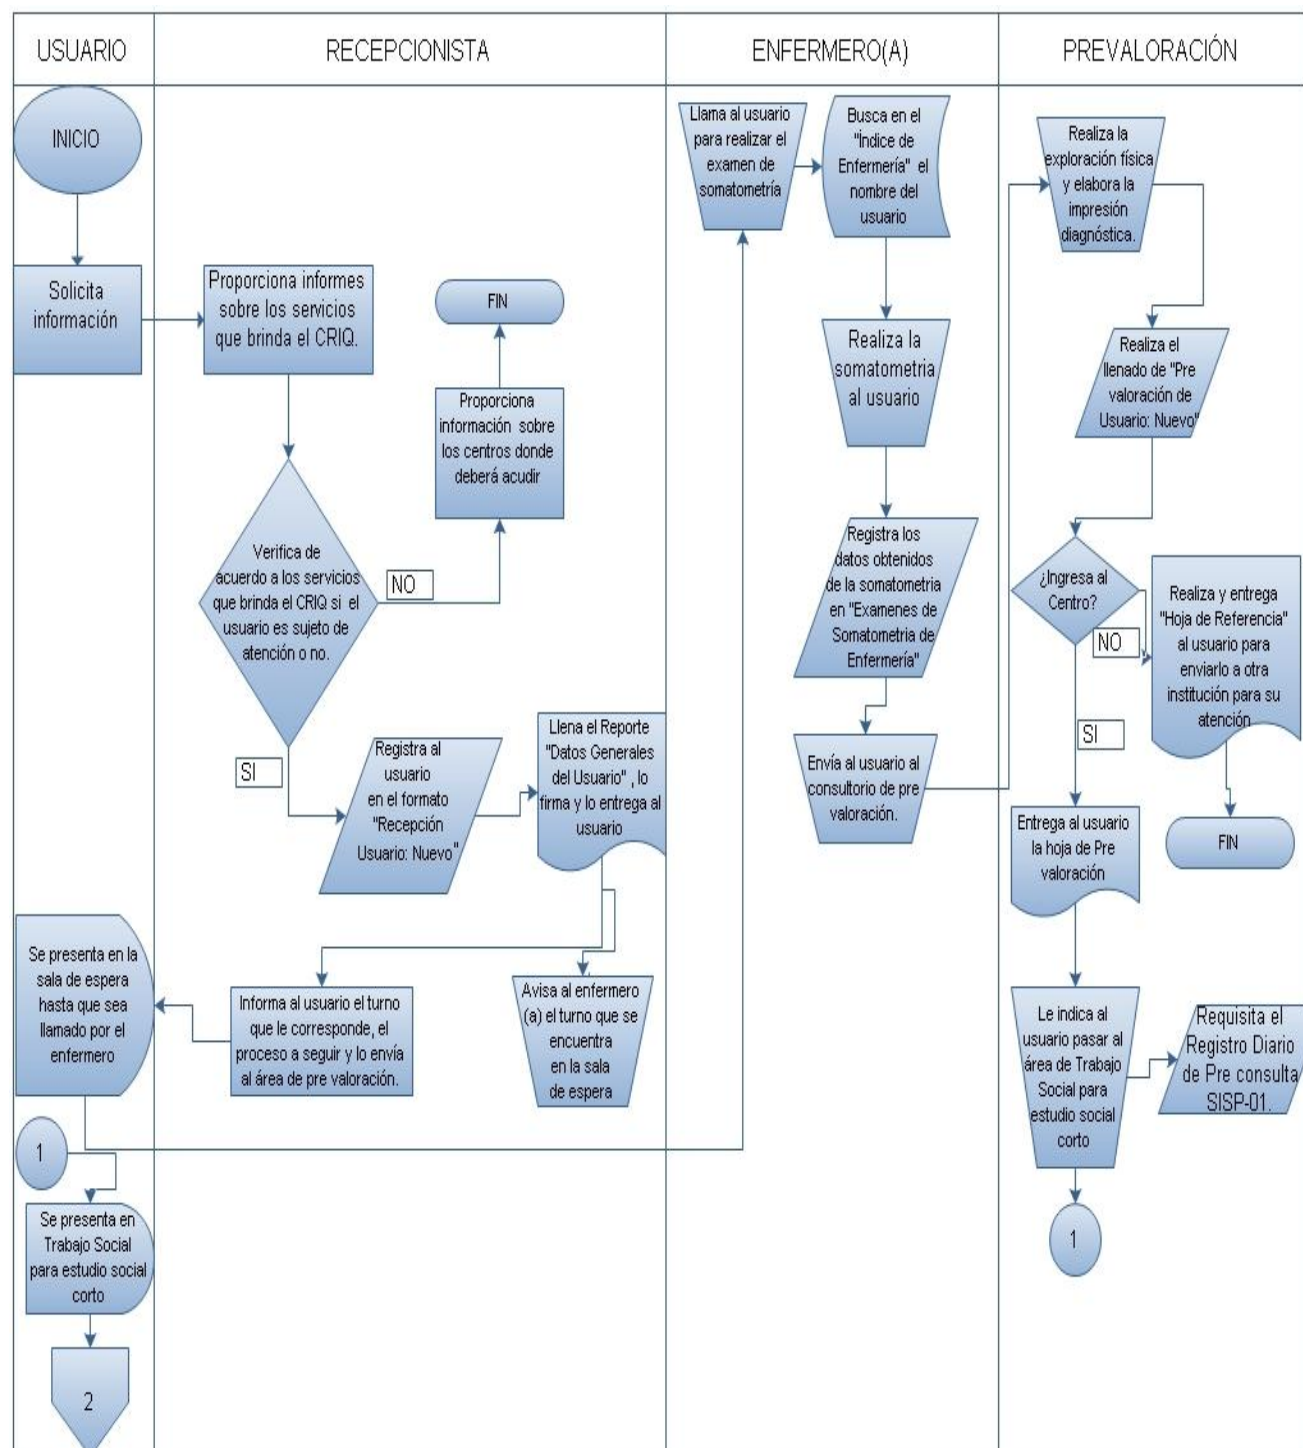 USUARIO
RECEPCIONISTA
ENFERMERO(A)
PREVALORACIÓN
INICIO
Solicita
información
Proporciona informes
sobre los servicios
que brinda el CRIQ.
FIN
Proporciona
información sobre
los centros donde
deberá acudir
Verifica de
acuerdo a los servicios
que brinda el CRIQ si el
usuario es sujeto de
atención o no.
NO
SI
Registra al
usuario
en el formato
"Recepción
Usuario: Nuevo"
Llena el Reporte
"Datos Generales
del Usuario" , lo
firma y lo entrega al
usuario
Informa al usuario el turno
que le corresponde, el
proceso a seguir y lo envía
al área de pre valoración.
Avisa al enfermero
(a) el turno que se
encuentra
en la sala
de espera
Se presenta en la
sala de espera
hasta que sea
llamado por el
enfermero
Llama al usuario
para realizar el
examen de
somatometría
Busca en el
"Índice de
Enfermería" el
nombre del
usuario
Realiza la
somatometria
al usuario
Registra los
datos obtenidos
de la somatometria
en "Examenes de
Somatometria de
Enfermería"
Envía al usuario al
consultorio de pre
valoración.
Realiza la
exploración física
y elabora la
impresión
diagnóstica.
Realiza el
llenado de "Pre
valoración de
Usuario: Nuevo"
¿Ingresa al
Centro?
NO
Realiza y entrega
"Hoja de Referencia"
al usuario para
enviarlo a otra
institución para su
atención
FIN
SI
Entrega al usuario
la hoja de Pre
valoración
Le indica al
usuario pasar al
área de Trabajo
Social para
estudio social
corto
Requisita el
Registro Diario
de Pre consulta
SISP-01.
1
1
Se presenta en
Trabajo Social
para estudio social
corto
2